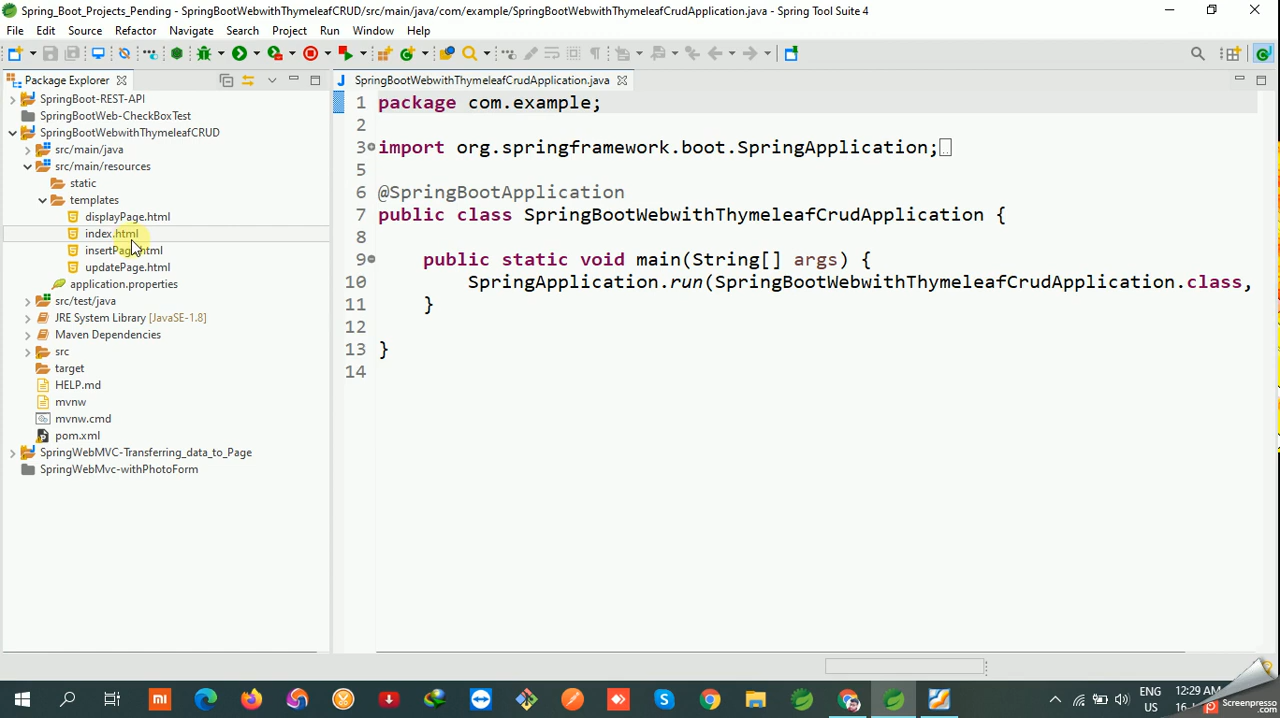 Spring_Boot_Projects_Pending - SpringBootWebwithThymeleafCRUD/src/main/java/com/example/SpringBootWebwithThymeleafCrudApplication.java - Spring Tool Suite 4
File Edit Source Refactor Navigate Search Project Run Window Help
Package Explorer
SpringBootWebwithThymeleafCrudApplication.java
SpringBoot-REST-API
SpringBootWeb-CheckBoxTest
SpringBootWebwithThymeleafCRUD
src/main/java
src/main/resources
static
templates
displayPage.html
index.html
insertPage.html
updatePage.html
application.properties
src/test/java
JRE System Library [JavaSE-1.8]
Maven Dependencies
src
target
HELP.md
mvnw
mvnw.cmd
pom.xml
SpringWebMVC-Transferring_data_to_Page
SpringWebMvc-withPhotoForm
1 package com.example;
2
3 import org.springframework.boot.SpringApplication;
5
6 @SpringBootApplication
7 public class SpringBootWebwithThymeleafCrudApplication {
8
9 public static void main(String[] args) {
10 SpringApplication.run(SpringBootWebwithThymeleafCrudApplication.class,
11 }
12
13 }
14
ENG
US
12:29 AM
Screenpresso
.com